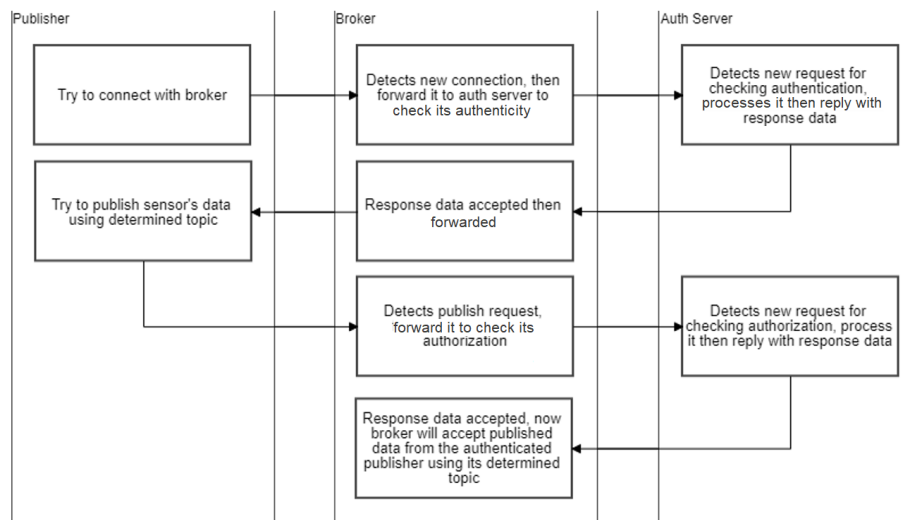 Publisher
Broker
Auth Server
Try to connect with broker
Detects new connection, then
forward it to auth server to
check its authenticity
Detects new request for
checking authentication,
processes it then reply with
response data
Try to publish sensor's data
using determined topic
Response data accepted then
forwarded
Detects publish request,
forward it to check its
authorization
Detects new request for
checking authorization, process
it then reply with response data
Response data accepted, now
broker will accept published
data from the authenticated
publisher using its determined
topic